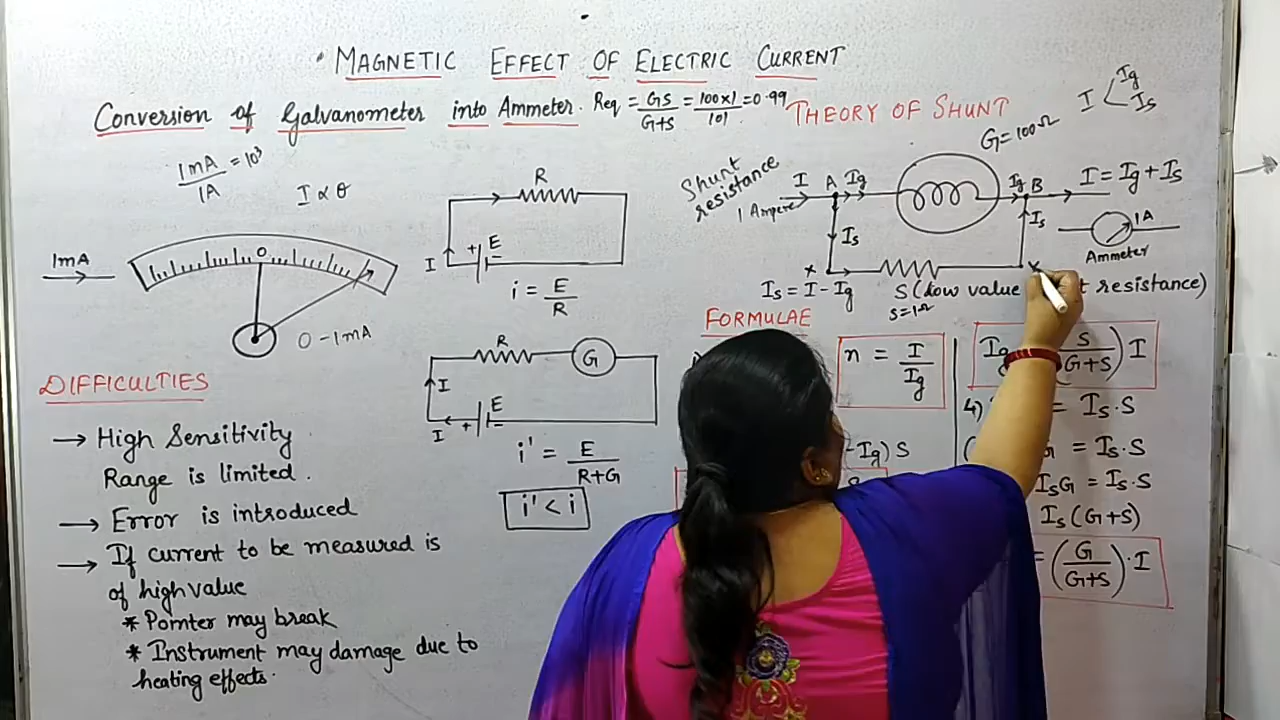 MAGNETIC EFFECT OF ELECTRIC CURRENT
Conversion of Galvanometer into Ammeter. Req = GS/G+S = 100×1/101 = 0.99
THEORY OF SHUNT
I < Ig Is
1mA/1A = 10³
I ∝ θ
1mA
0
0-1mA
R
I
+ E -
i = E/R
R
G
I
I
+ E -
i' = E/R+G
i' < i
DIFFICULTIES
→ High Sensitivity
Range is limited.
→ Error is introduced
→ If current to be measured is
of high value
* Pointer may break
* Instrument may damage due to
heating effects.
G = 100Ω
Shunt
resistance
I A Ig
1 Ampere
Ig B
I = Ig + Is
Is
Is
1A
Ammeter
x
x
Is = I - Ig
S (Low value resistance)
S = 1Ω
FORMULAE
n = I/Ig
Ig S/(G+S) I
4) = Is.S
-Ig) S
G = Is.S
IsG = Is.S
Is (G+S)
= (G/G+S).I